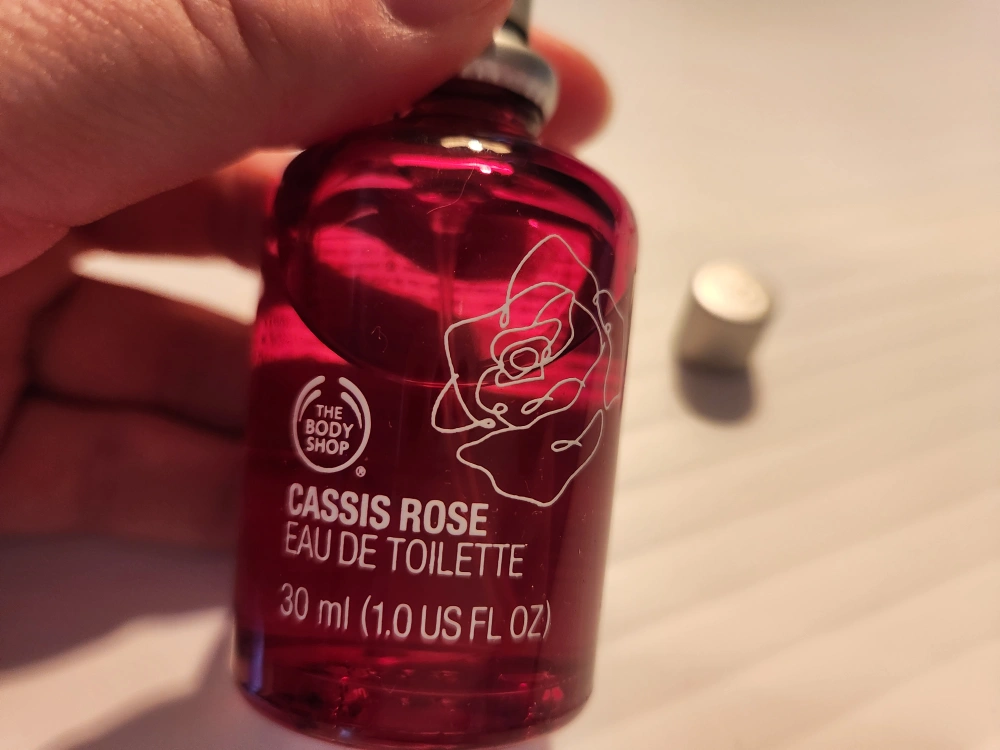 THE
BODY
SHOP
®
CASSIS ROSE
EAU DE TOILETTE
30 ml (1.0 US FL OZ)